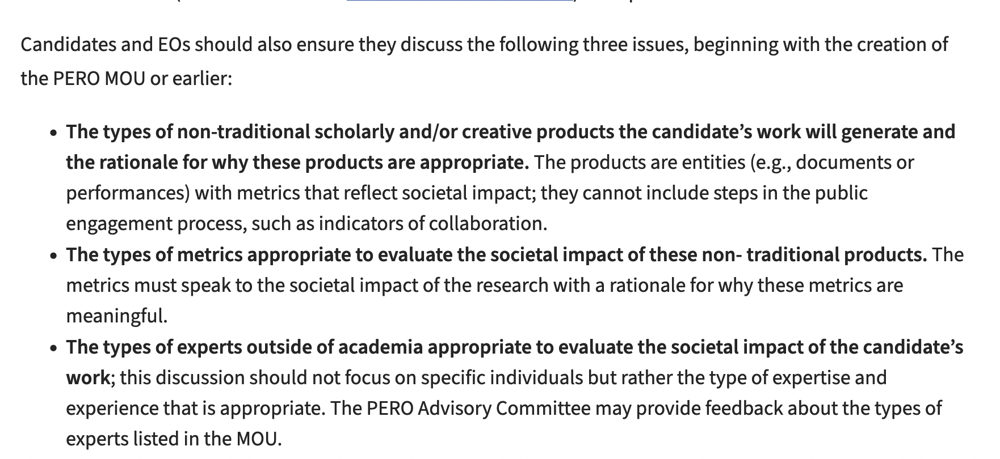 Candidates and EOs should also ensure they discuss the following three issues, beginning with the creation of
the PERO MOU or earlier:
• The types of non-traditional scholarly and/or creative products the candidate’s work will generate and
the rationale for why these products are appropriate. The products are entities (e.g., documents or
performances) with metrics that reflect societal impact; they cannot include steps in the public
engagement process, such as indicators of collaboration.
• The types of metrics appropriate to evaluate the societal impact of these non- traditional products. The
metrics must speak to the societal impact of the research with a rationale for why these metrics are
meaningful.
• The types of experts outside of academia appropriate to evaluate the societal impact of the candidate’s
work; this discussion should not focus on specific individuals but rather the type of expertise and
experience that is appropriate. The PERO Advisory Committee may provide feedback about the types of
experts listed in the MOU.